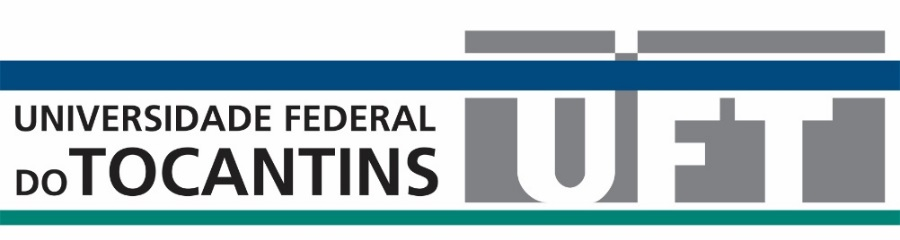 UNIVERSIDADE FEDERAL
DO TOCANTINS
UFT